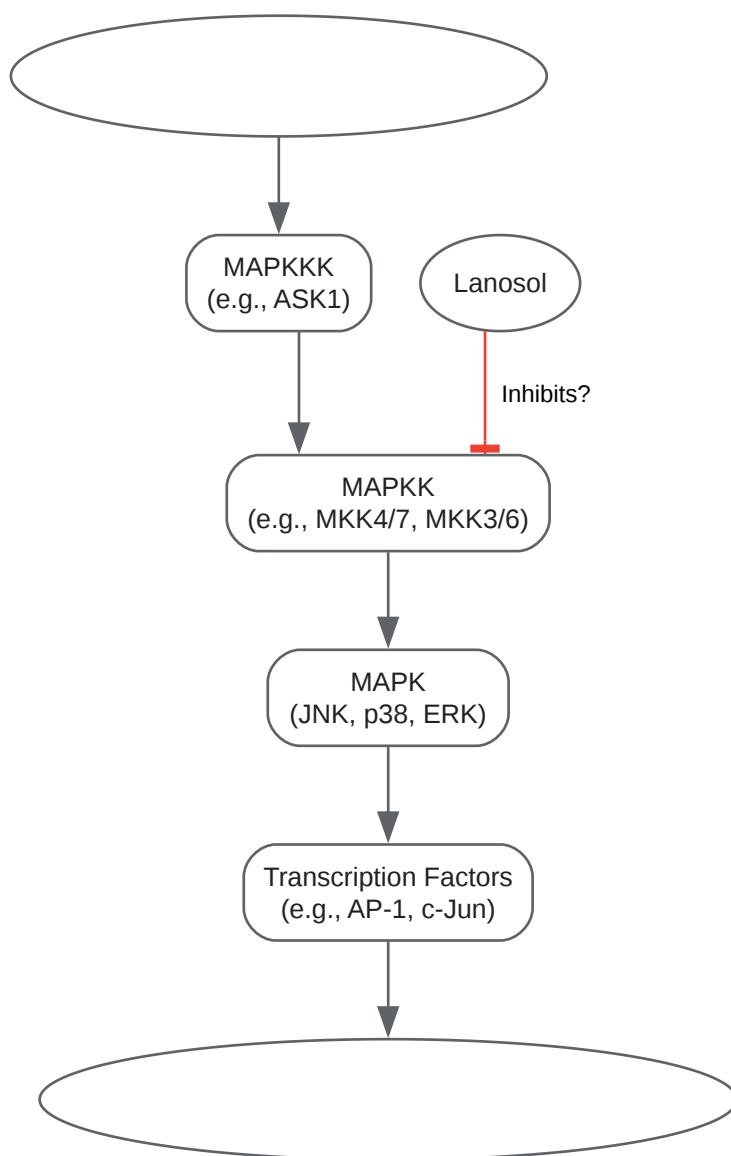 MAPKKK
(e.g., ASK1)
Lanosol
Inhibits?
MAPKK
(e.g., MKK4/7, MKK3/6)
MAPK
(JNK, p38, ERK)
Transcription Factors
(e.g., AP-1, c-Jun)